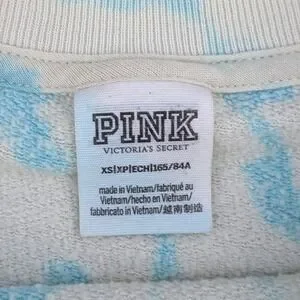 PINK
VICTORIA'S SECRET
XS|XP|ECH|165/84A
made in Vietnam/fabriqué au
Vietnam/hecho en Vietnam/
fabbricato in Vietnam/越南制造